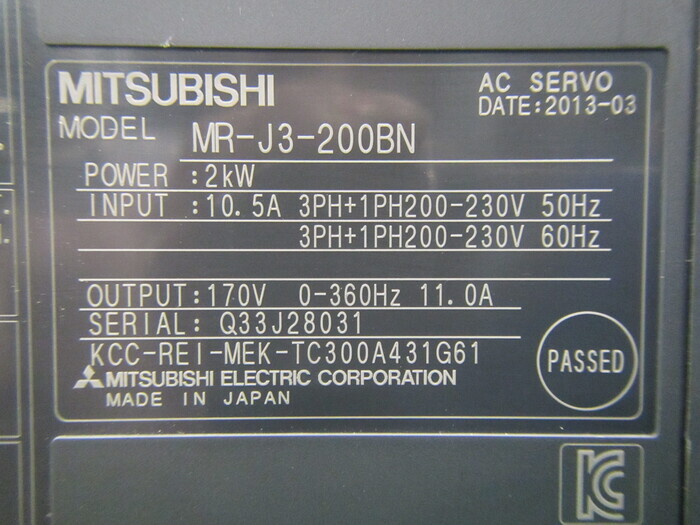 MITSUBISHI
AC SERVO
DATE:2013-03
MODEL MR-J3-200BN
POWER :2kW
INPUT :10.5A 3PH+1PH200-230V 50Hz
3PH+1PH200-230V 60Hz
OUTPUT:170V 0-360Hz 11.0A
SERIAL: Q33J28031
KCC-REI-MEK-TC300A431G61
MITSUBISHI ELECTRIC CORPORATION
MADE IN JAPAN
PASSED